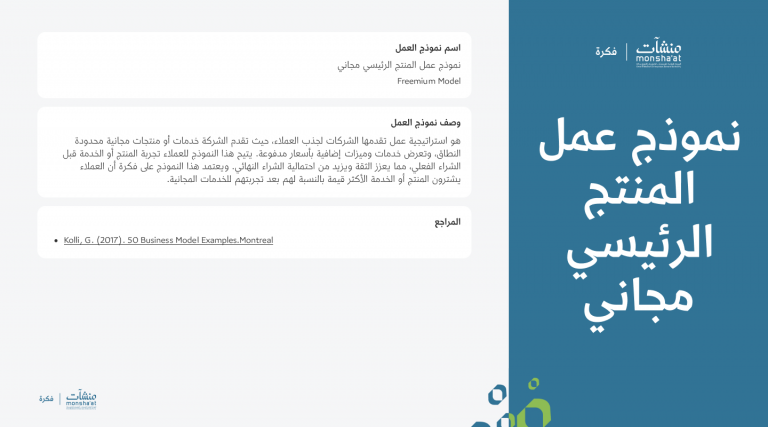 منشآت
monsha'at
فكرة
نموذج عمل
المنتج
الرئيسي
مجاني
اسم نموذج العمل
نموذج عمل المنتج الرئيسي مجاني
Freemium Model
وصف نموذج العمل
هو استراتيجية عمل تقدمها الشركات لجذب العملاء، حيث تقدم الشركة خدمات أو منتجات مجانية محدودة
النطاق، وتعرض خدمات وميزات إضافية بأسعار مدفوعة. يتيح هذا النموذج للعملاء تجربة المنتج أو الخدمة قبل
الشراء الفعلي، مما يعزز الثقة ويزيد من احتمالية الشراء النهائي. ويعتمد هذا النموذج على فكرة أن العملاء
يشترون المنتج أو الخدمة الأكثر قيمة بالنسبة لهم بعد تجربتهم للخدمات المجانية.
المراجع
• Kolli, G. (2017). 50 Business Model Examples.Montreal
منشآت
monsha'at
فكرة